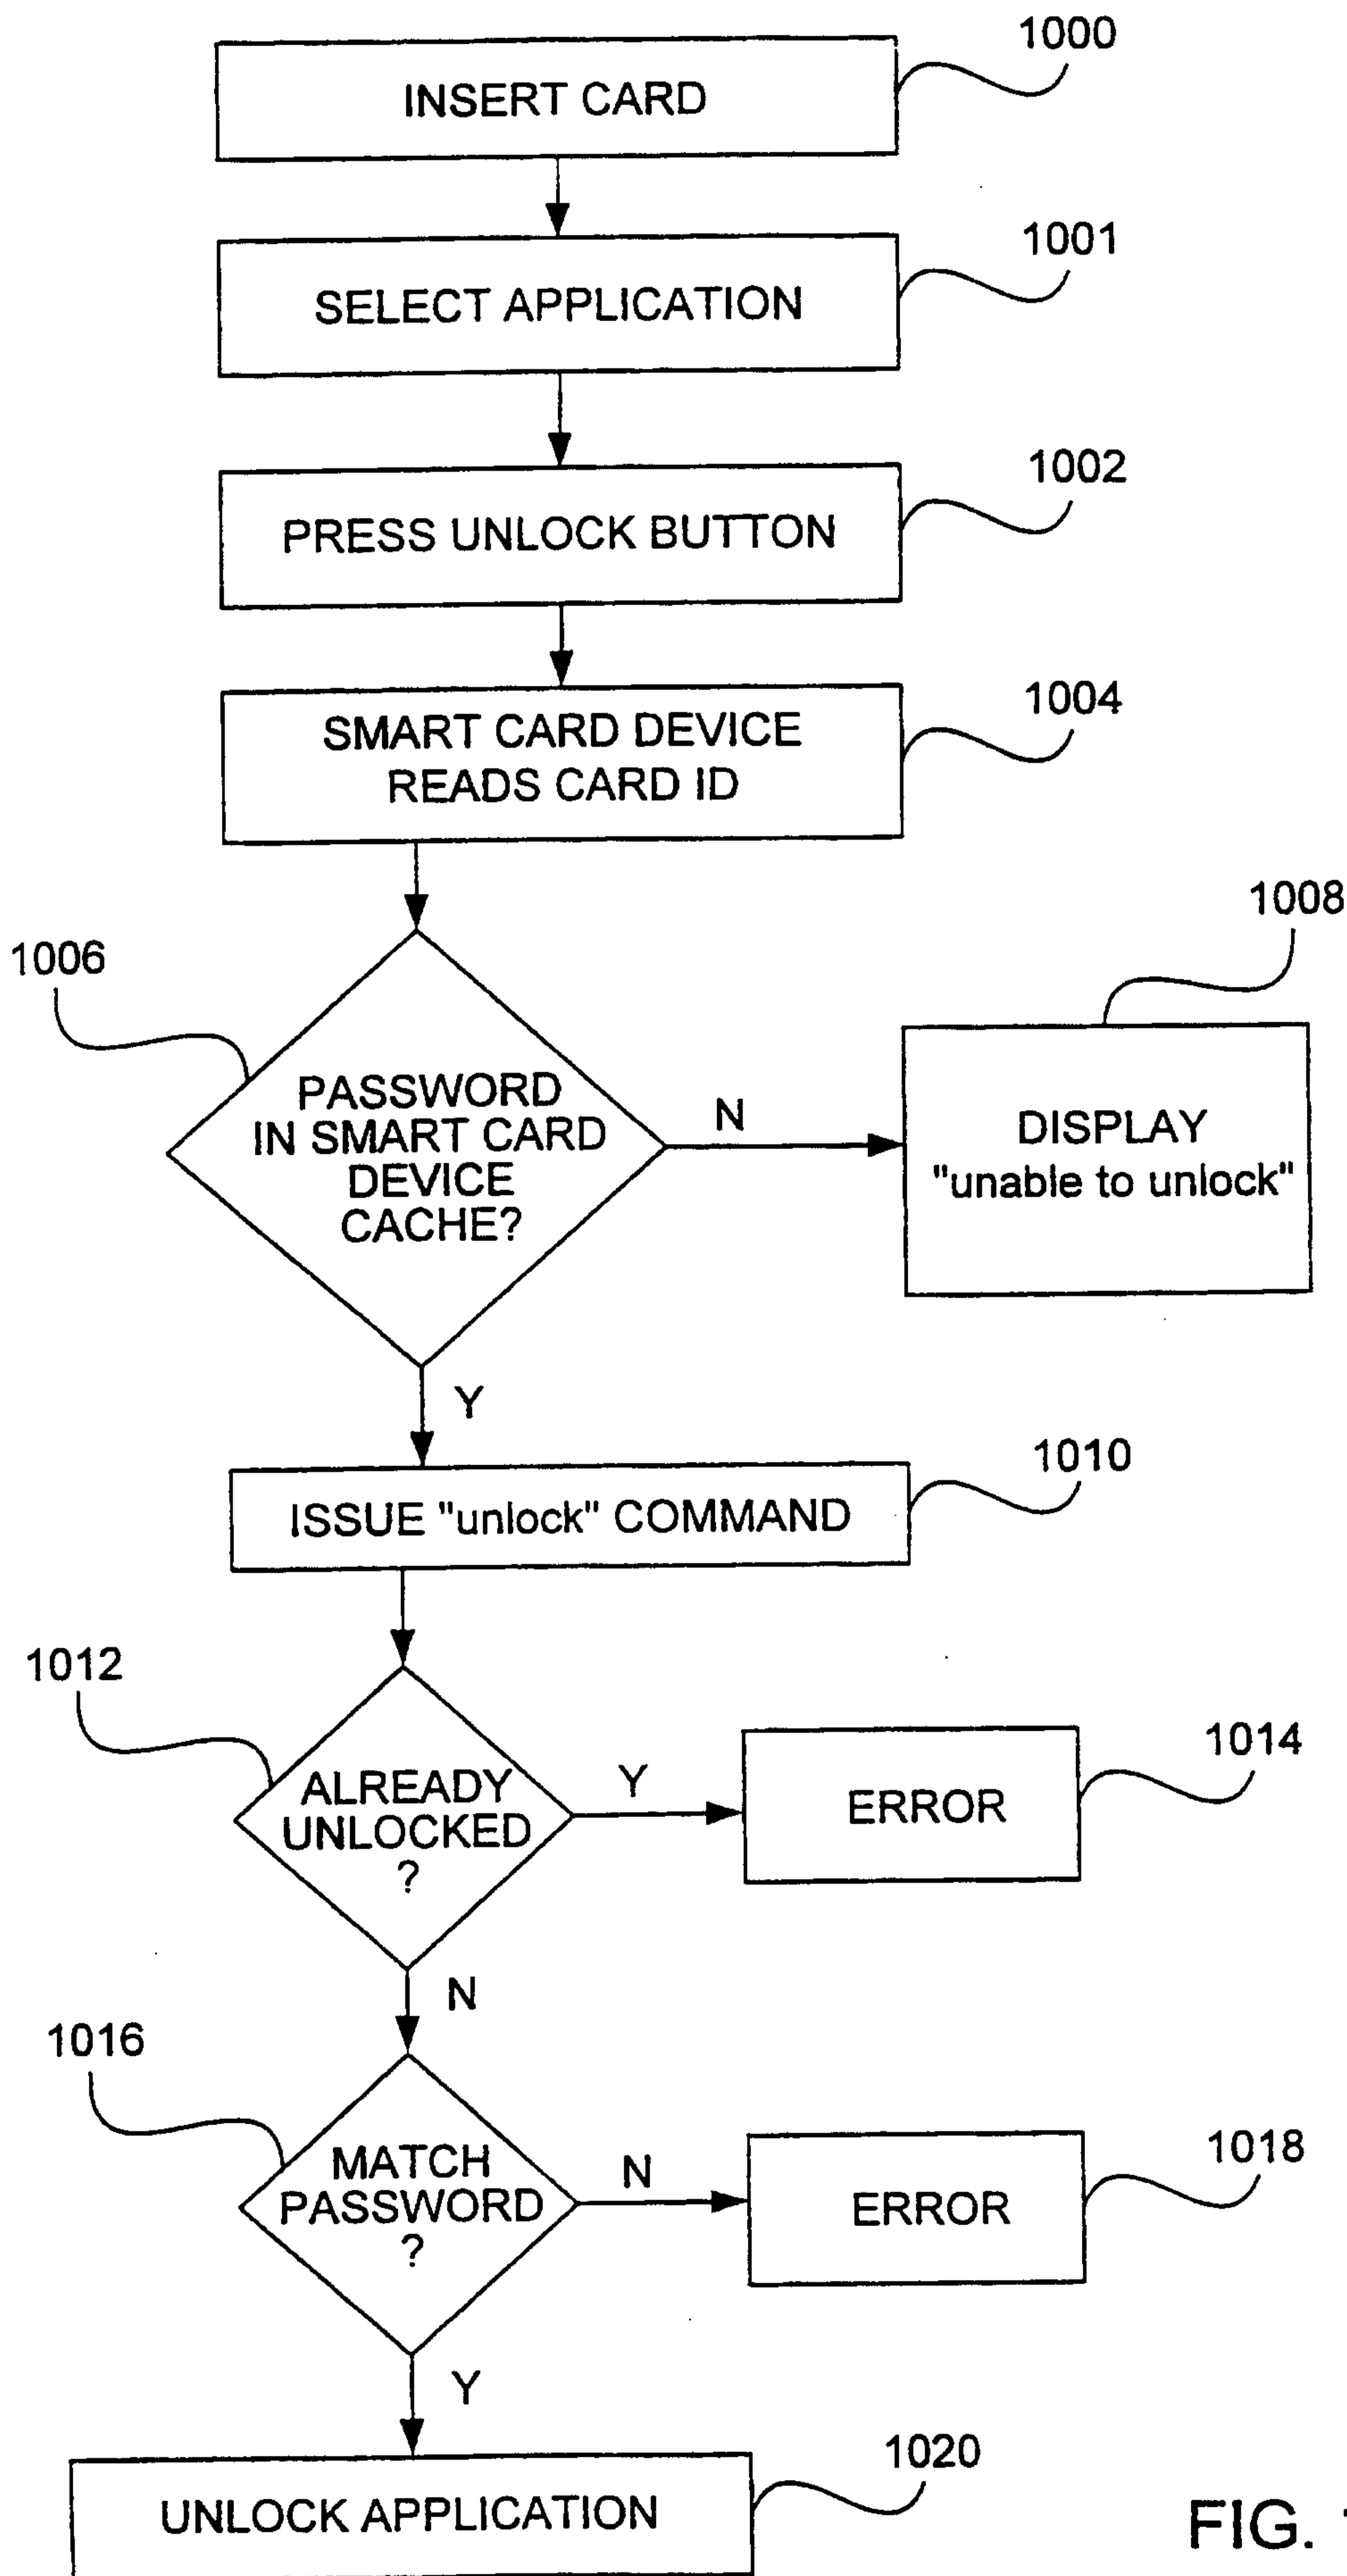 1000
INSERT CARD
1001
SELECT APPLICATION
1002
PRESS UNLOCK BUTTON
1004
SMART CARD DEVICE
READS CARD ID
1006
PASSWORD
IN SMART CARD
DEVICE
CACHE?
N
1008
DISPLAY
"unable to unlock"
Y
1010
ISSUE "unlock" COMMAND
1012
ALREADY
UNLOCKED
?
Y
1014
ERROR
N
1016
MATCH
PASSWORD
?
N
1018
ERROR
Y
1020
UNLOCK APPLICATION
FIG.